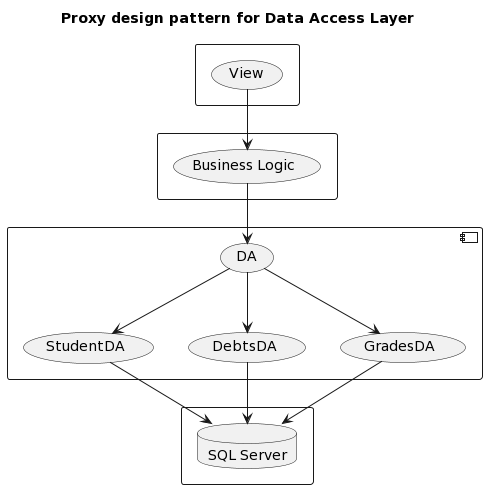 Proxy design pattern for Data Access Layer
View
Business Logic
DA
StudentDA
DebtsDA
GradesDA
SQL Server